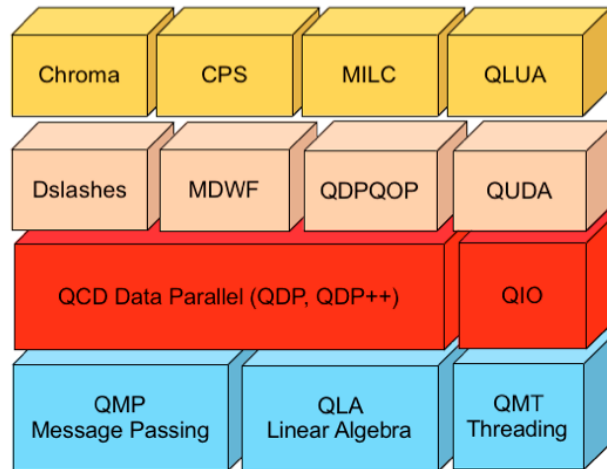 Chroma
CPS
MILC
QLUA
Dslashes
MDWF
QDPQOP
QUDA
QCD Data Parallel (QDP, QDP++)
QIO
QMP
Message Passing
QLA
Linear Algebra
QMT
Threading